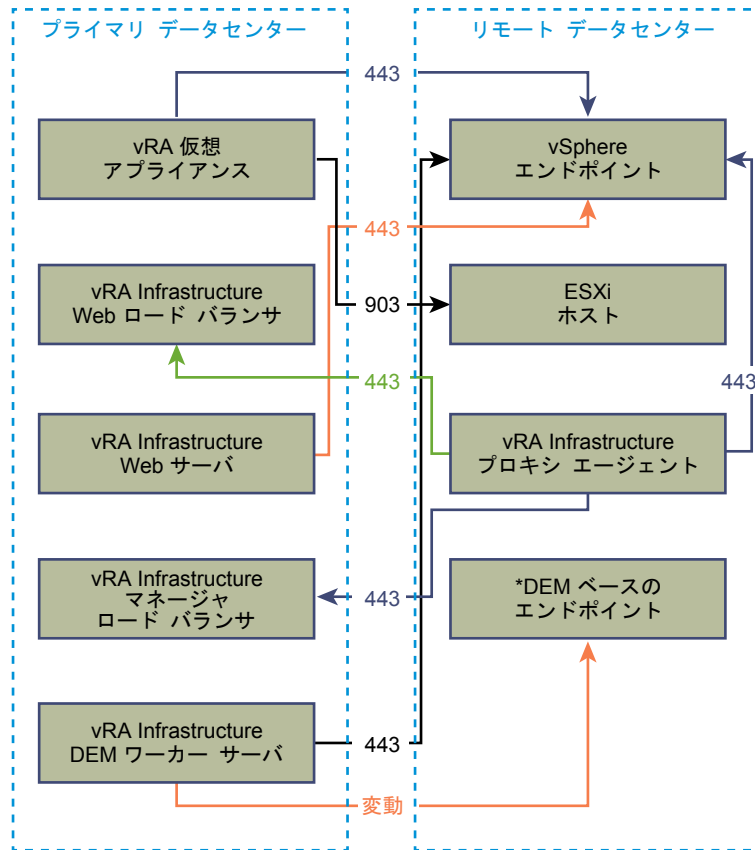 プライマリ データセンター
リモート データセンター
443
vRA 仮想
アプライアンス
vSphere
エンドポイント
443
vRA Infrastructure
Web ロード バランサ
903
ESXi
ホスト
443
443
vRA Infrastructure
Web サーバ
vRA Infrastructure
プロキシ エージェント
vRA Infrastructure
マネージャ
ロード バランサ
443
*DEM ベースの
エンドポイント
vRA Infrastructure
DEM ワーカー サーバ
443
変動